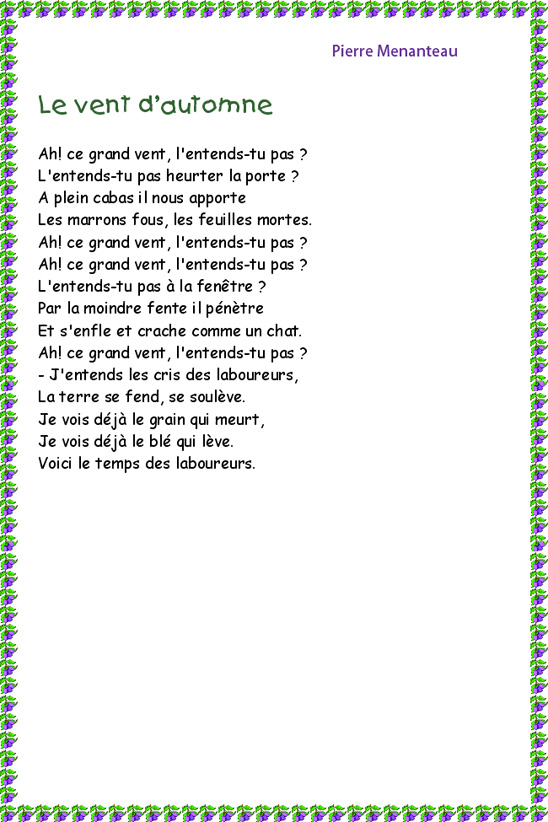 Pierre Menanteau
Le vent d'automne
Ah! ce grand vent, l'entends-tu pas ?
L'entends-tu pas heurter la porte ?
A plein cabas il nous apporte
Les marrons fous, les feuilles mortes.
Ah! ce grand vent, l'entends-tu pas ?
Ah! ce grand vent, l'entends-tu pas ?
L'entends-tu pas à la fenêtre ?
Par la moindre fente il pénètre
Et s'enfle et crache comme un chat.
Ah! ce grand vent, l'entends-tu pas ?
- J'entends les cris des laboureurs,
La terre se fend, se soulève.
Je vois déjà le grain qui meurt,
Je vois déjà le blé qui lève.
Voici le temps des laboureurs.